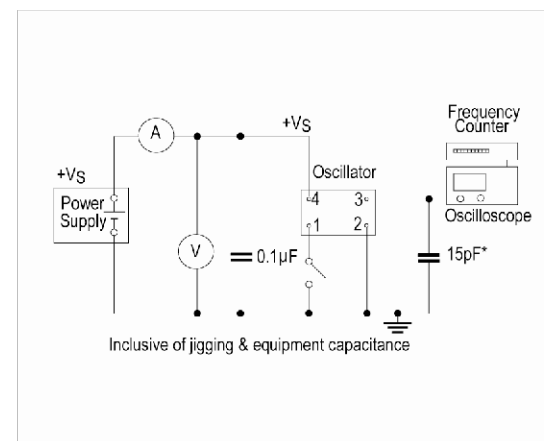 Frequency
Counter
A
+VS
+VS
Oscillator
Power
Supply
4
3
1
2
Oscilloscope
V
0.1µF
15pF*
Inclusive of jigging & equipment capacitance